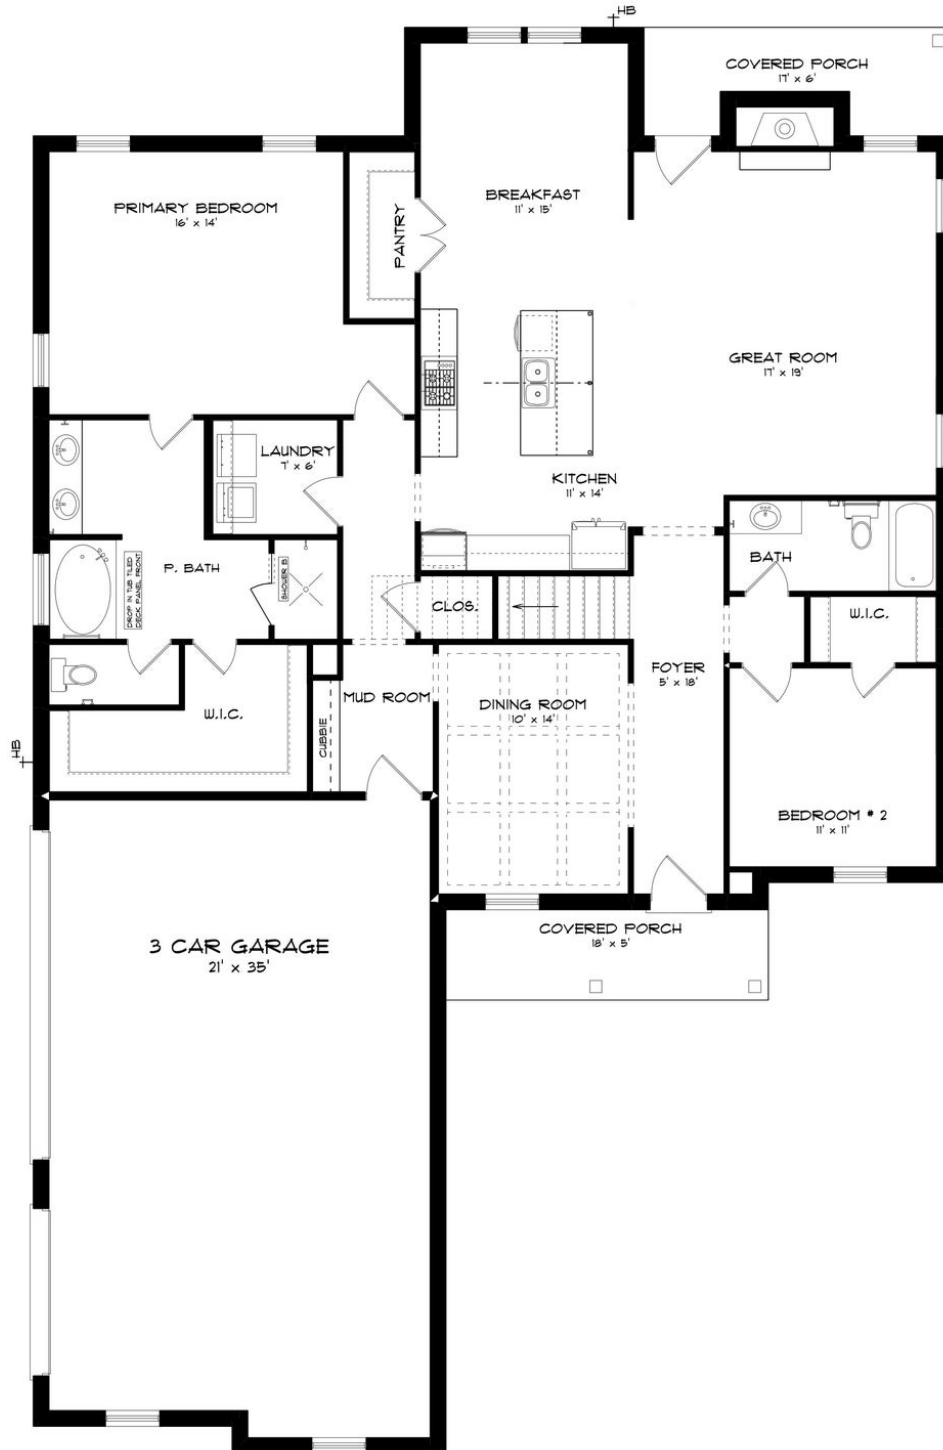 HB
COVERED PORCH
17' x 6'
PRIMARY BEDROOM
16' x 14'
PANTRY
BREAKFAST
11' x 15'
GREAT ROOM
17' x 19'
LAUNDRY
7' x 6'
KITCHEN
11' x 14'
BATH
P. BATH
DROP IN TUB TILED
DECK, PANEL FRONT
SHOWER B
CLOS.
W.I.C.
FOYER
5' x 18'
MUD ROOM
DINING ROOM
10' x 14'
W.I.C.
CUBBIE
HB
BEDROOM # 2
11' x 11'
3 CAR GARAGE
21' x 35'
COVERED PORCH
18' x 5'